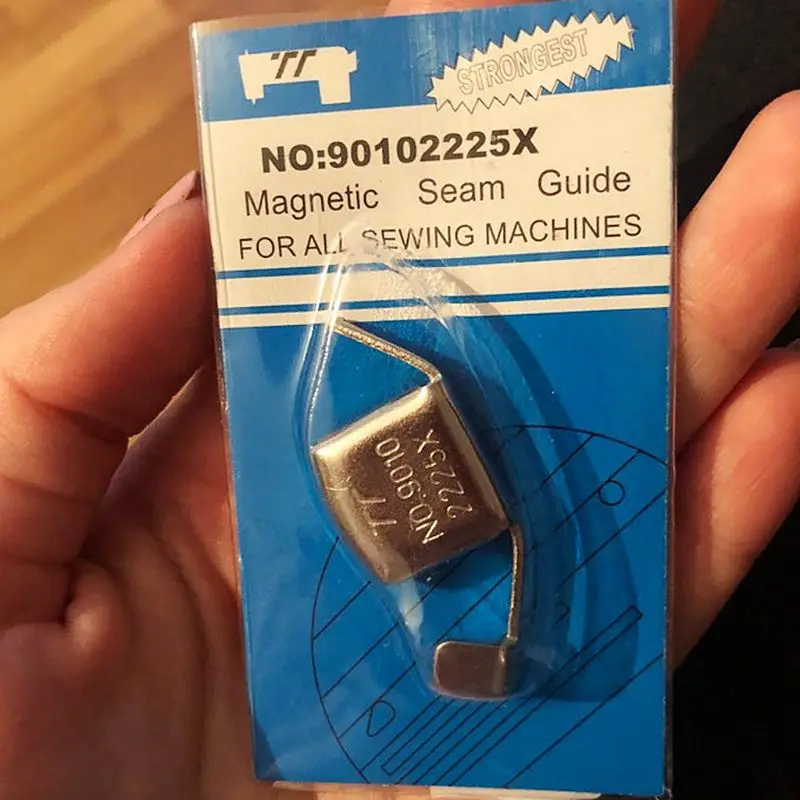 TT
STRONGEST
NO:90102225X
Magnetic Seam Guide
FOR ALL SEWING MACHINES
TT
NO.9010
2225X